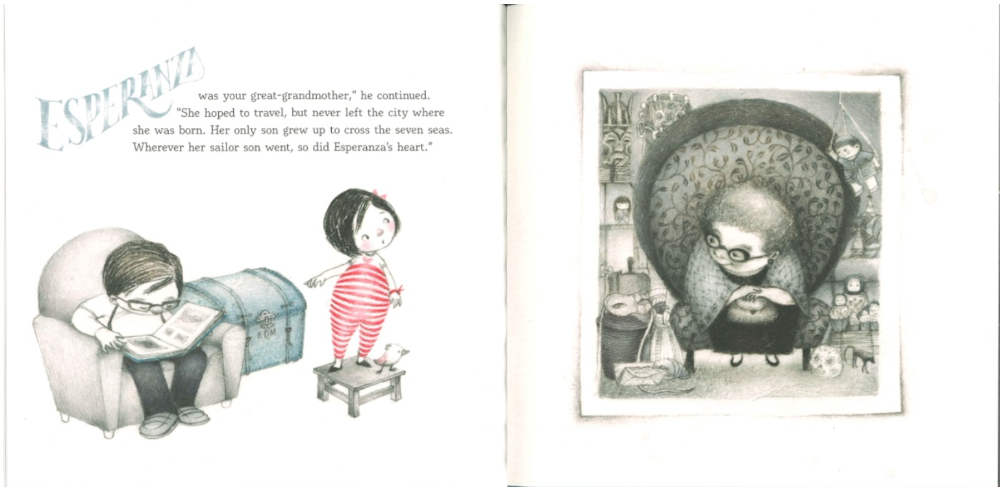 ESPERANZA
was your great-grandmother,” he continued.
"She hoped to travel, but never left the city where
she was born. Her only son grew up to cross the seven seas.
Wherever her sailor son went, so did Esperanza’s heart.”
EDM